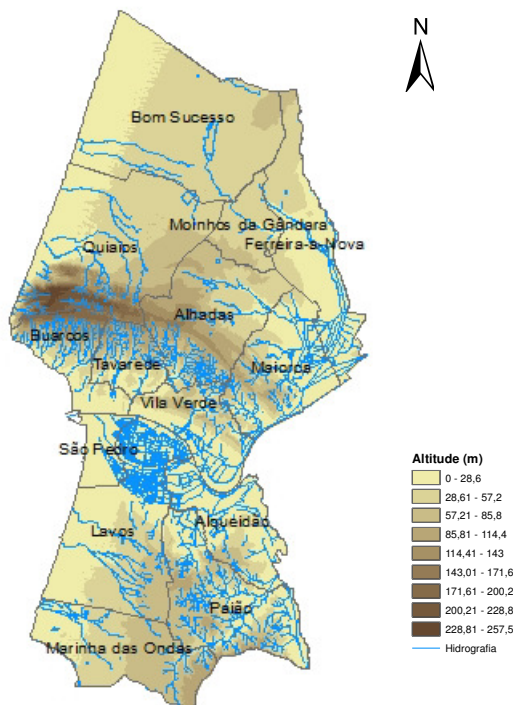 N
Bom Sucesso
Moinhos da Gândara
Quiaios
Ferreira-a-Nova
Alhadas
Buarcos
Tavarede
Maiorca
Vila Verde
São Pedro
Alqueidão
Lavos
Paião
Marinha das Ondas
Altitude (m)
0 - 28,6
28,61 - 57,2
57,21 - 85,8
85,81 - 114,4
114,41 - 143
143,01 - 171,6
171,61 - 200,2
200,21 - 228,8
228,81 - 257,5
Hidrografia